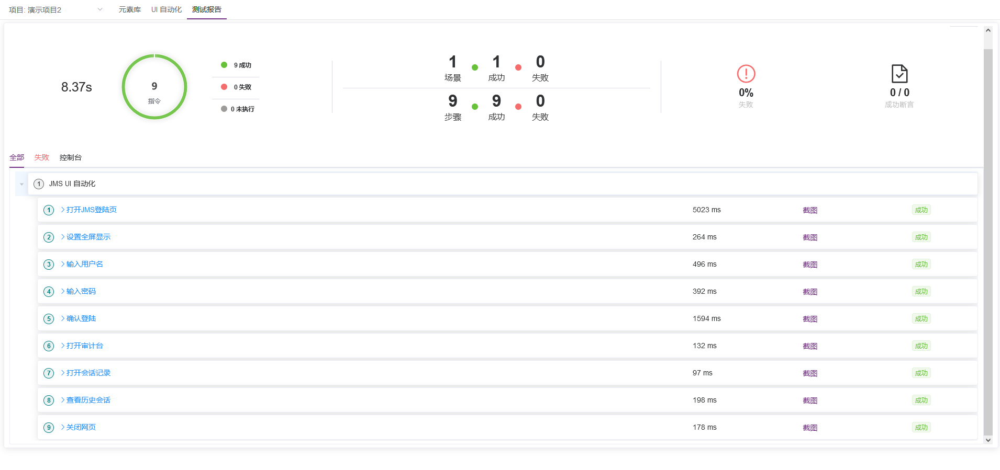 项目: 演示项目2 元素库 UI 自动化 测试报告
8.37s
9
指令
9 成功
0 失败
0 未执行
1 1 0
场景 成功 失败
9 9 0
步骤 成功 失败
0%
失败
0 / 0
成功断言
全部 失败 控制台
1 JMS UI 自动化
1 打开JMS登陆页 5023 ms 截图 成功
2 设置全屏显示 264 ms 截图 成功
3 输入用户名 496 ms 截图 成功
4 输入密码 392 ms 截图 成功
5 确认登陆 1594 ms 截图 成功
6 打开审计台 132 ms 截图 成功
7 打开会话记录 97 ms 截图 成功
8 查看历史会话 198 ms 截图 成功
9 关闭网页 178 ms 截图 成功